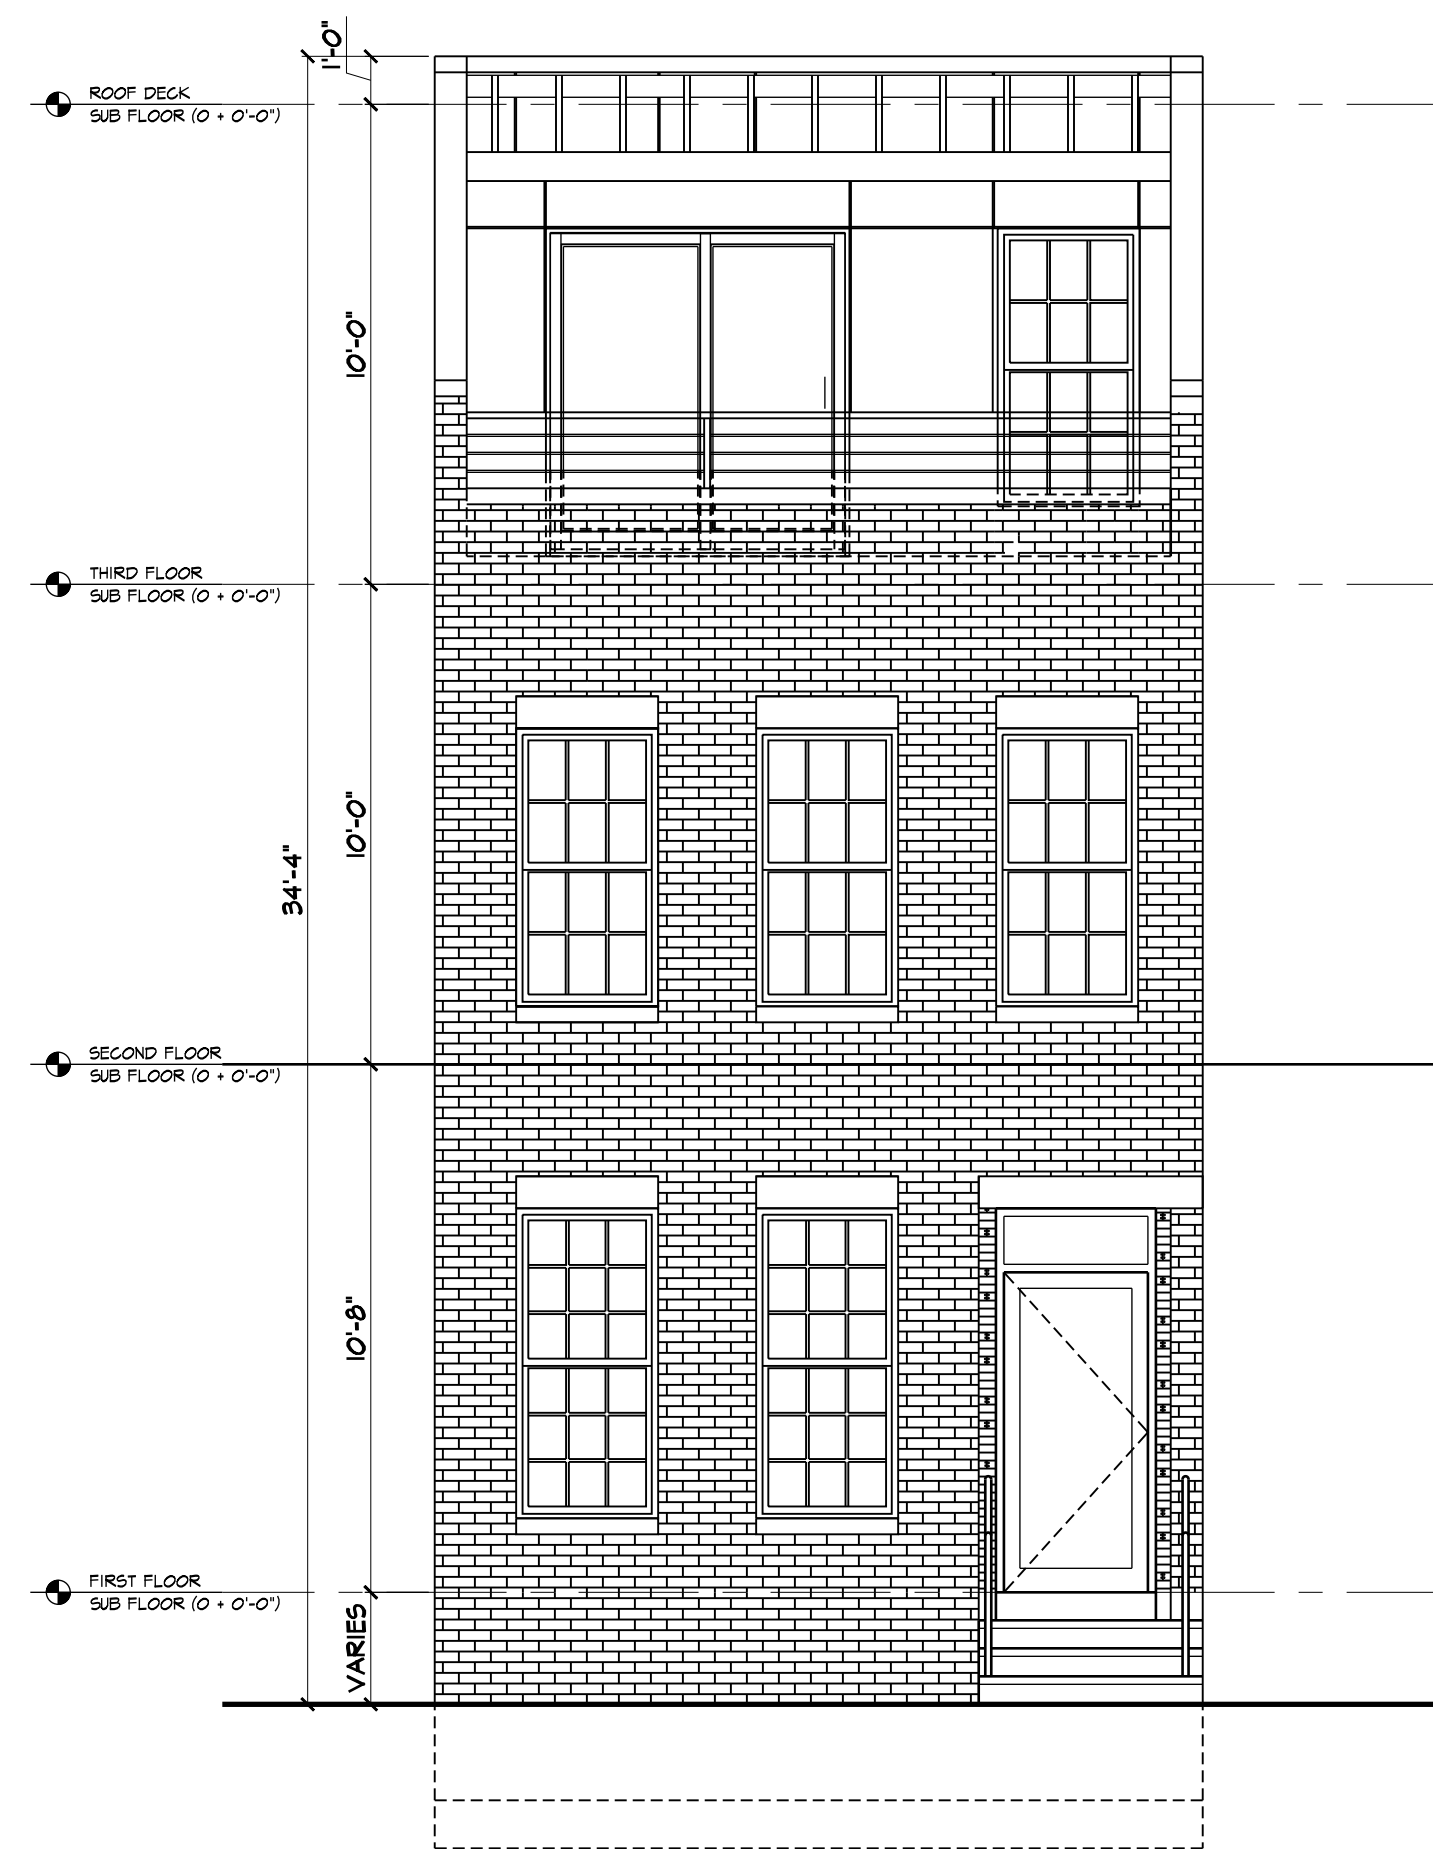 1'-0"
ROOF DECK
SUB FLOOR (0 + 0'-0")
10'-0"
THIRD FLOOR
SUB FLOOR (0 + 0'-0")
10'-0"
34'-4"
SECOND FLOOR
SUB FLOOR (0 + 0'-0")
10'-8"
FIRST FLOOR
SUB FLOOR (0 + 0'-0")
VARIES